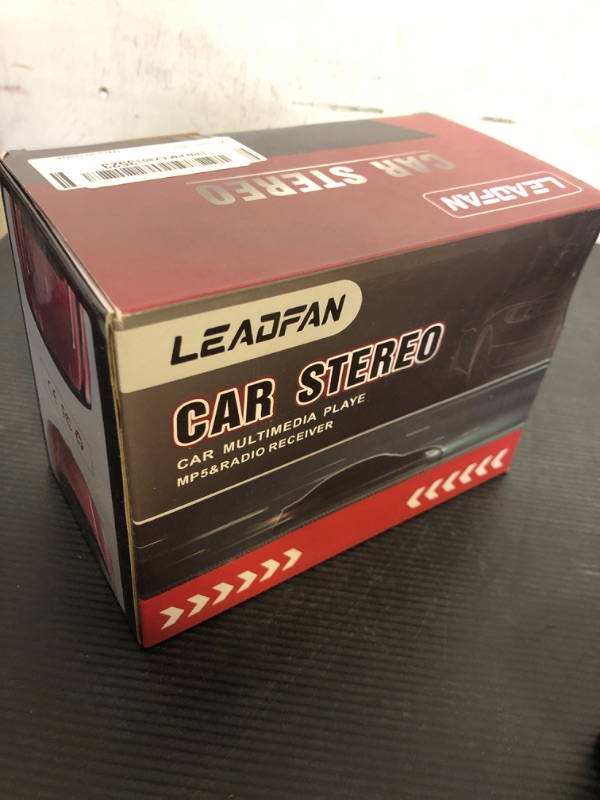 LEADFAN
CAR STEREO
LEADFAN
CAR STEREO
CAR MULTIMEDIA PLAYE
MP5&RADIO RECEIVER